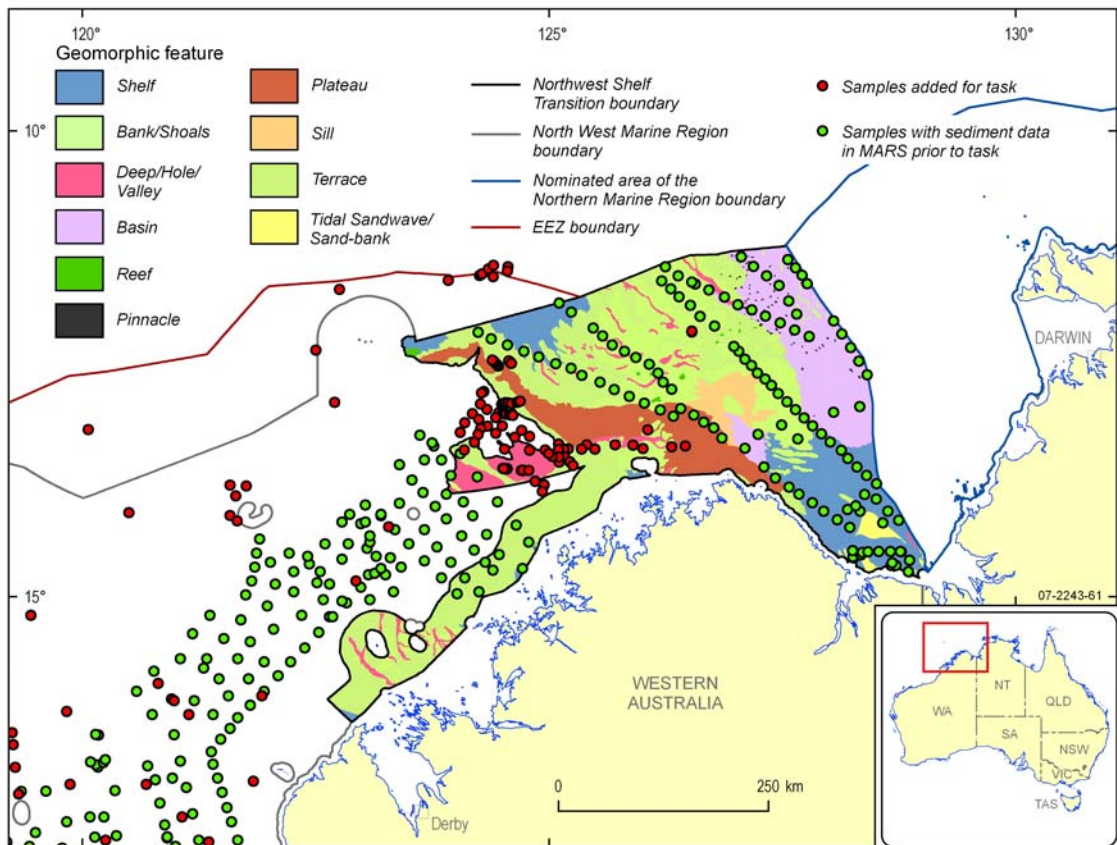 120°
125°
130°
Geomorphic feature
Shelf
Bank/Shoals
Deep/Hole/
Valley
Basin
Reef
Pinnacle
Plateau
Sill
Terrace
Tidal Sandwave/
Sand-bank
Northwest Shelf
Transition boundary
North West Marine Region
boundary
Nominated area of the
Northern Marine Region boundary
EEZ boundary
Samples added for task
Samples with sediment data
in MARS prior to task
10°
10°
DARWIN
15°
15°
07-2243-61
WESTERN
AUSTRALIA
0
250 km
Derby
WA
NT
QLD
SA
NSW
VIC
TAS